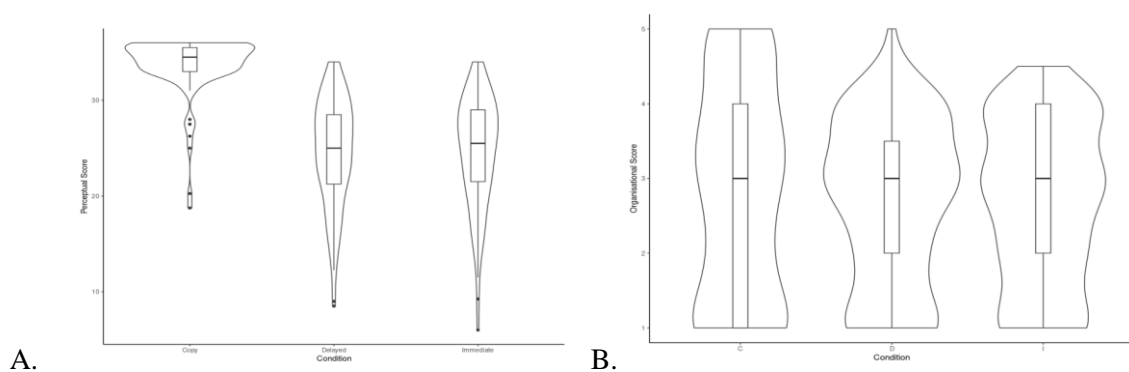 Perceptual Score
30
20
10
Copy
Delayed
Immediate
Condition
A.
Organisational Score
5
4
3
2
1
C
D
I
Condition
B.